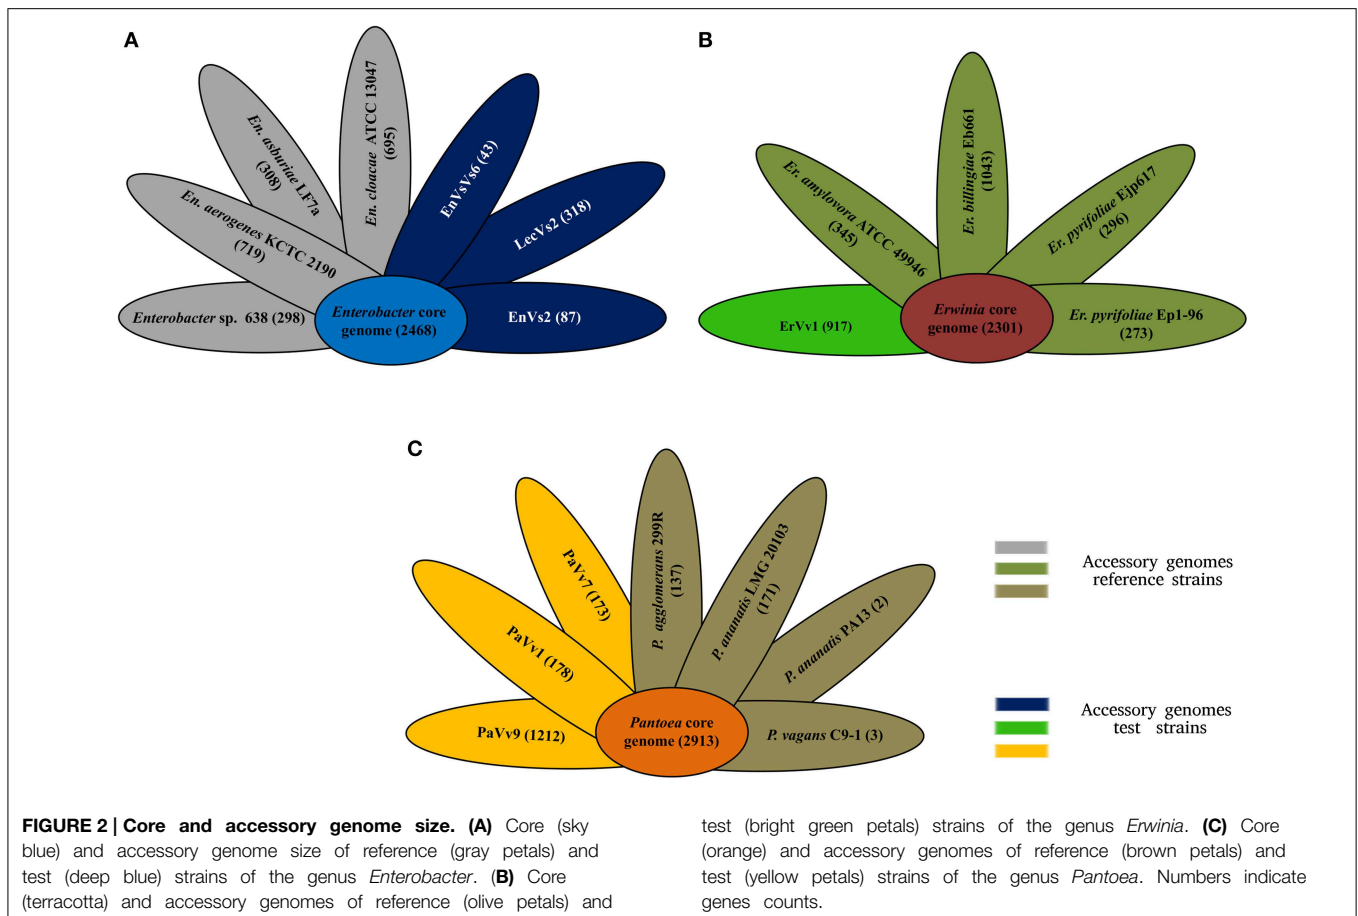 A
En. asburiae LF7a
(308)
En. cloacae ATCC 13047
(695)
EnVsVs6 (43)
En. aerogenes KCTC 2190
(719)
LecVs2 (318)
Enterobacter sp. 638 (298)
Enterobacter core
genome (2468)
EnVs2 (87)
B
Er. amylovora ATCC 49946
(345)
Er. billingiae Eb661
(1043)
Er. pyrifoliae Ejp617
(296)
ErVv1 (917)
Erwinia core
genome (2301)
Er. pyrifoliae Ep1-96
(273)
C
PaVv7 (173)
P. agglomerans 299R
(137)
P. ananatis LMG 20103
(171)
PaVv1 (178)
P. ananatis PA13 (2)
PaVv9 (1212)
Pantoea core
genome (2913)
P. vagans C9-1 (3)
Accessory genomes
reference strains
Accessory genomes
test strains
FIGURE 2 | Core and accessory genome size. (A) Core (sky
blue) and accessory genome size of reference (gray petals) and
test (deep blue) strains of the genus Enterobacter. (B) Core
(terracotta) and accessory genomes of reference (olive petals) and
test (bright green petals) strains of the genus Erwinia. (C) Core
(orange) and accessory genomes of reference (brown petals) and
test (yellow petals) strains of the genus Pantoea. Numbers indicate
genes counts.